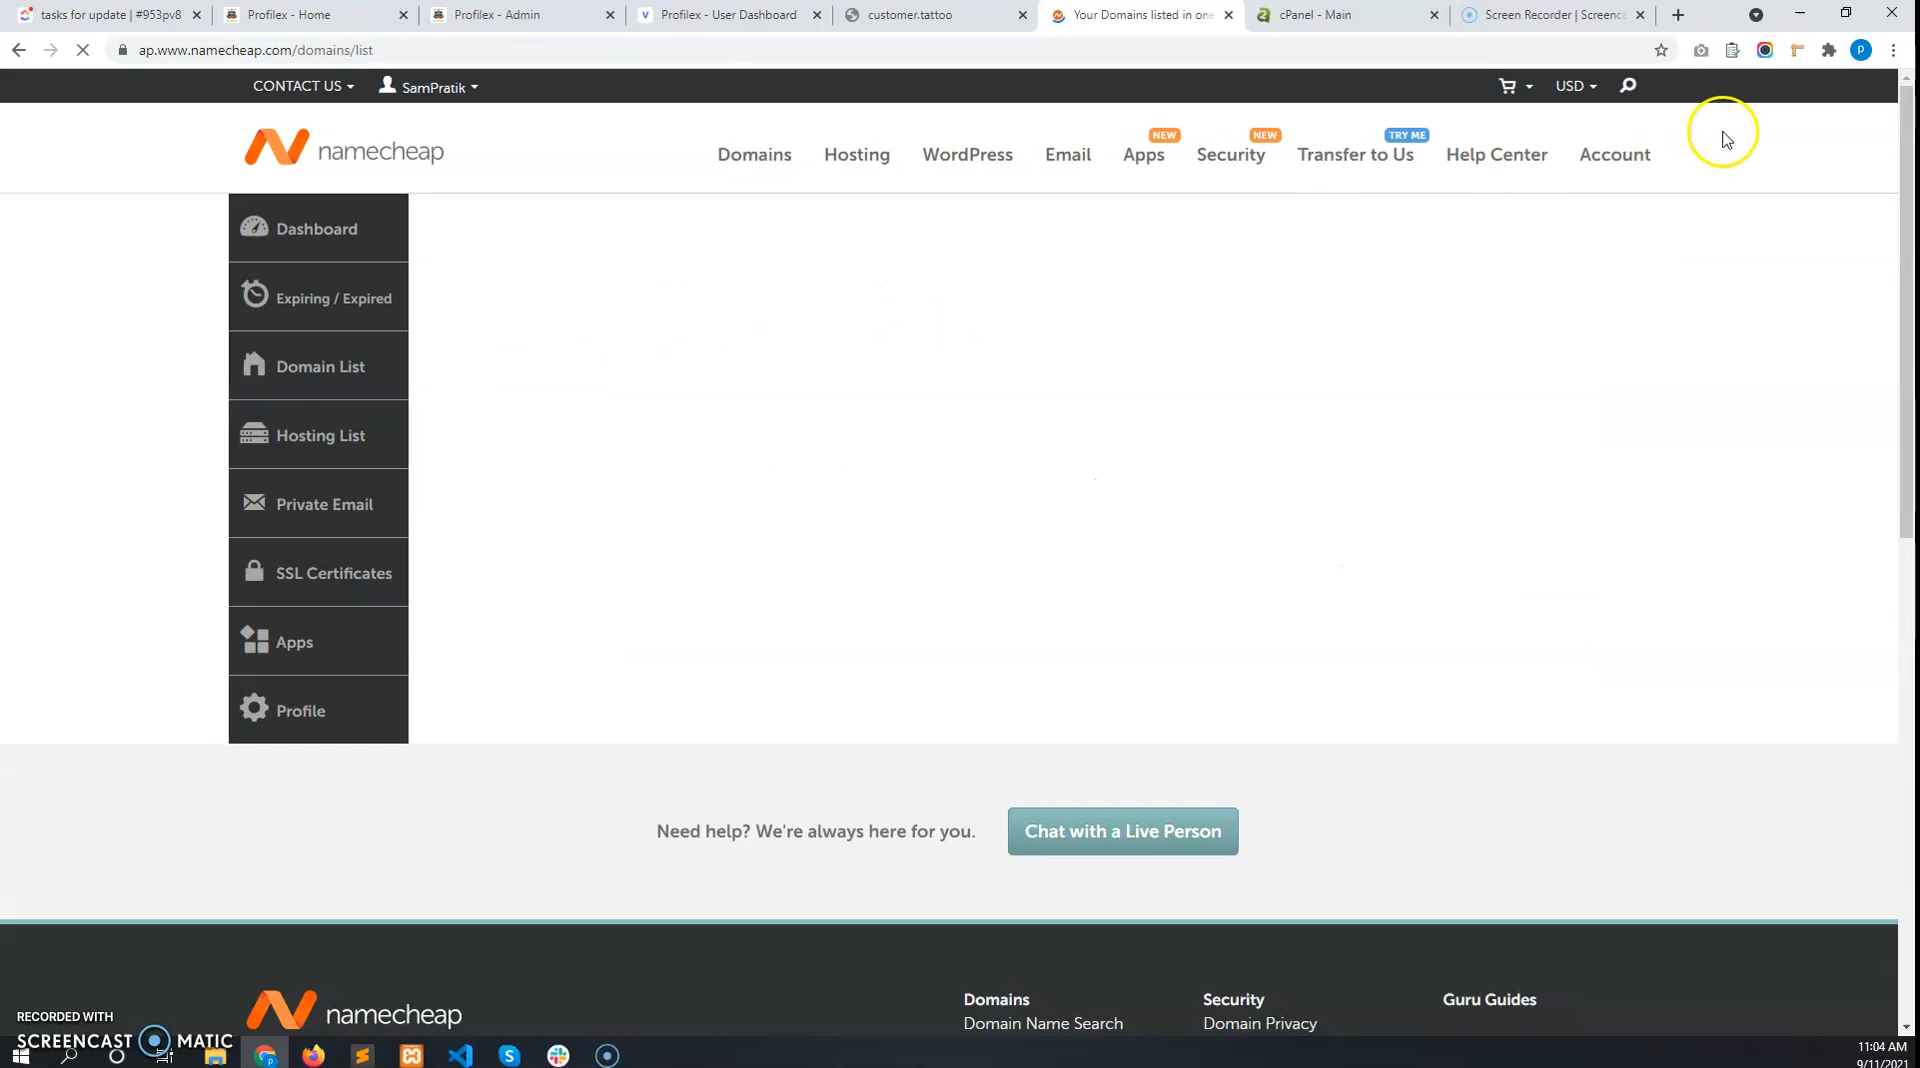 tasks for update | #953pv8
Profilex - Home
Profilex - Admin
Profilex - User Dashboard
customer.tattoo
Your Domains listed in one
cPanel - Main
Screen Recorder | Screenca
ap.www.namecheap.com/domains/list
P
CONTACT US
SamPratik
USD
namecheap
Domains
Hosting
WordPress
Email
NEW
Apps
NEW
Security
TRY ME
Transfer to Us
Help Center
Account
Dashboard
Expiring / Expired
Domain List
Hosting List
Private Email
SSL Certificates
Apps
Profile
Need help? We're always here for you.
Chat with a Live Person
namecheap
Domains
Domain Name Search
Security
Domain Privacy
Guru Guides
RECORDED WITH
SCREENCAST MATIC
11:04 AM
9/11/2021